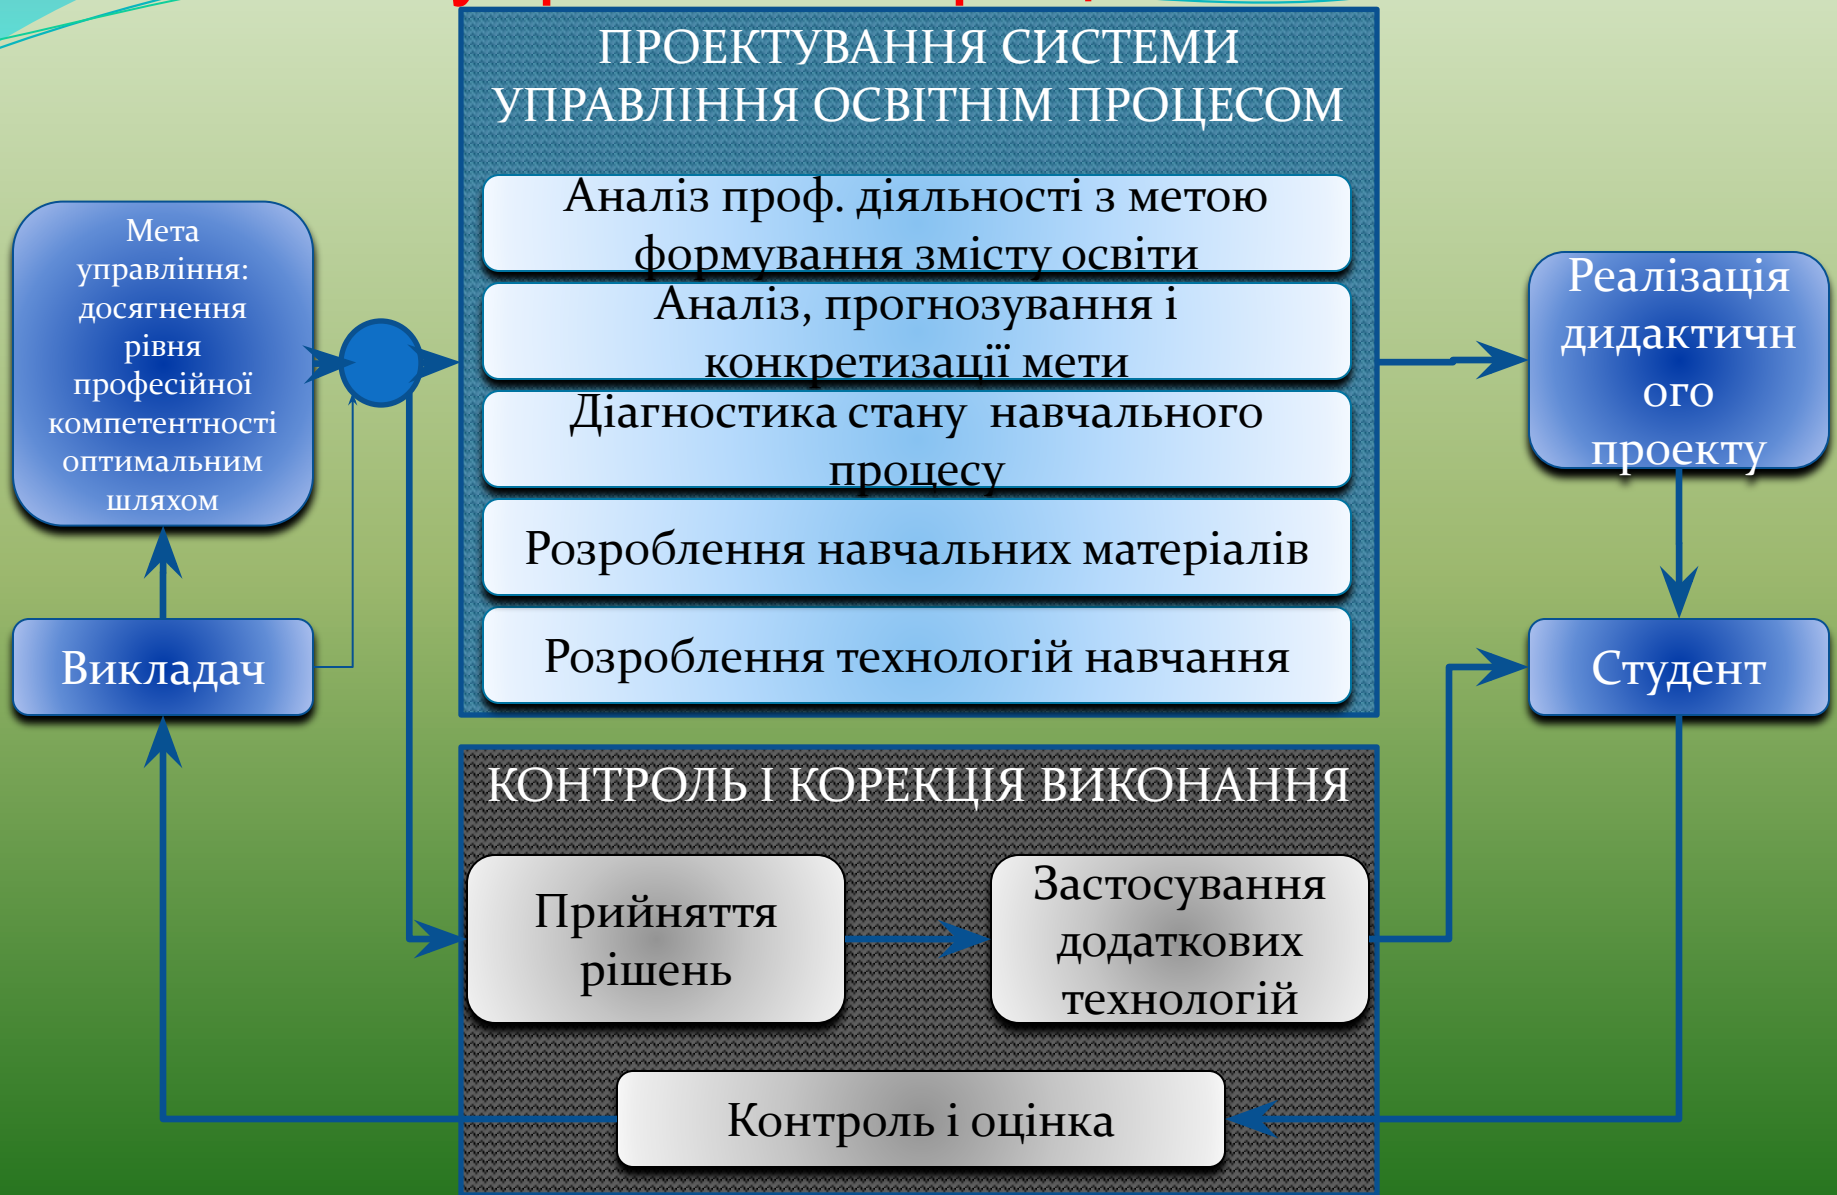 ПРОЕКТУВАННЯ СИСТЕМИ
УПРАВЛІННЯ ОСВІТНІМ ПРОЦЕСОМ
Аналіз проф. діяльності з метою
формування змісту освіти
Аналіз, прогнозування і
конкретизації мети
Діагностика стану навчального
процесу
Розроблення навчальних матеріалів
Розроблення технологій навчання
Мета
управління:
досягнення
рівня
професійної
компетентності
оптимальним
шляхом
Викладач
Реалізація
дидактичн
ого
проекту
Студент
КОНТРОЛЬ І КОРЕКЦІЯ ВИКОНАННЯ
Прийняття
рішень
Застосування
додаткових
технологій
Контроль і оцінка